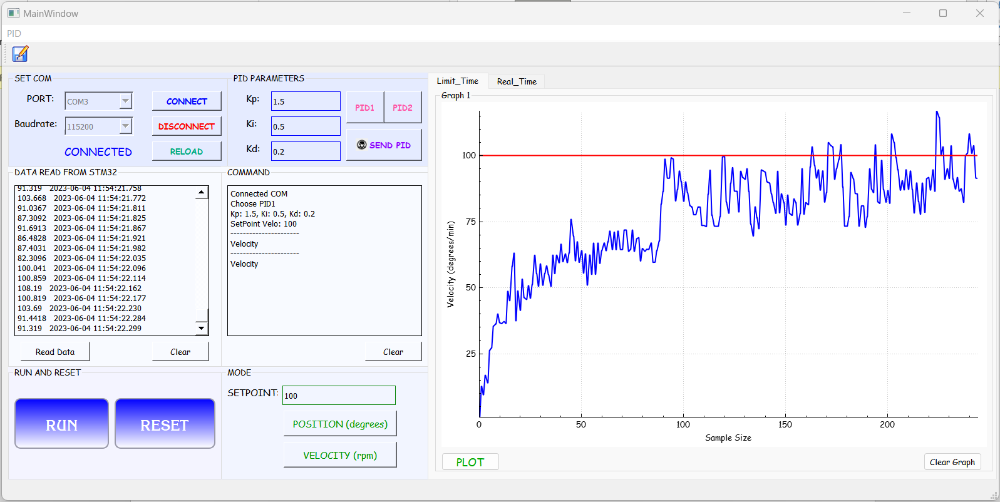 MainWindow
PID
SET COM
PORT:
COM3
CONNECT
Baudrate:
115200
DISCONNECT
CONNECTED
RELOAD
PID PARAMETERS
Kp:
1.5
PID1
PID2
Ki:
0.5
Kd:
0.2
SEND PID
DATA READ FROM STM32
91.319 2023-06-04 11:54:21.758
103.668 2023-06-04 11:54:21.772
91.0367 2023-06-04 11:54:21.811
87.3092 2023-06-04 11:54:21.825
91.6913 2023-06-04 11:54:21.867
86.4828 2023-06-04 11:54:21.921
87.4031 2023-06-04 11:54:21.982
82.3096 2023-06-04 11:54:22.035
100.041 2023-06-04 11:54:22.096
100.859 2023-06-04 11:54:22.114
108.19 2023-06-04 11:54:22.162
100.819 2023-06-04 11:54:22.177
103.69 2023-06-04 11:54:22.230
91.4418 2023-06-04 11:54:22.284
91.319 2023-06-04 11:54:22.299
Read Data
Clear
COMMAND
Connected COM
Choose PID1
Kp: 1.5, Ki: 0.5, Kd: 0.2
SetPoint Velo: 100
----------------------
Velocity
----------------------
Velocity
Clear
RUN AND RESET
RUN
RESET
MODE
SETPOINT:
100
POSITION (degrees)
VELOCITY (rpm)
Limit_Time
Real_Time
Graph 1
100
75
50
25
Velocity (degrees/min)
0
50
100
150
200
Sample Size
PLOT
Clear Graph